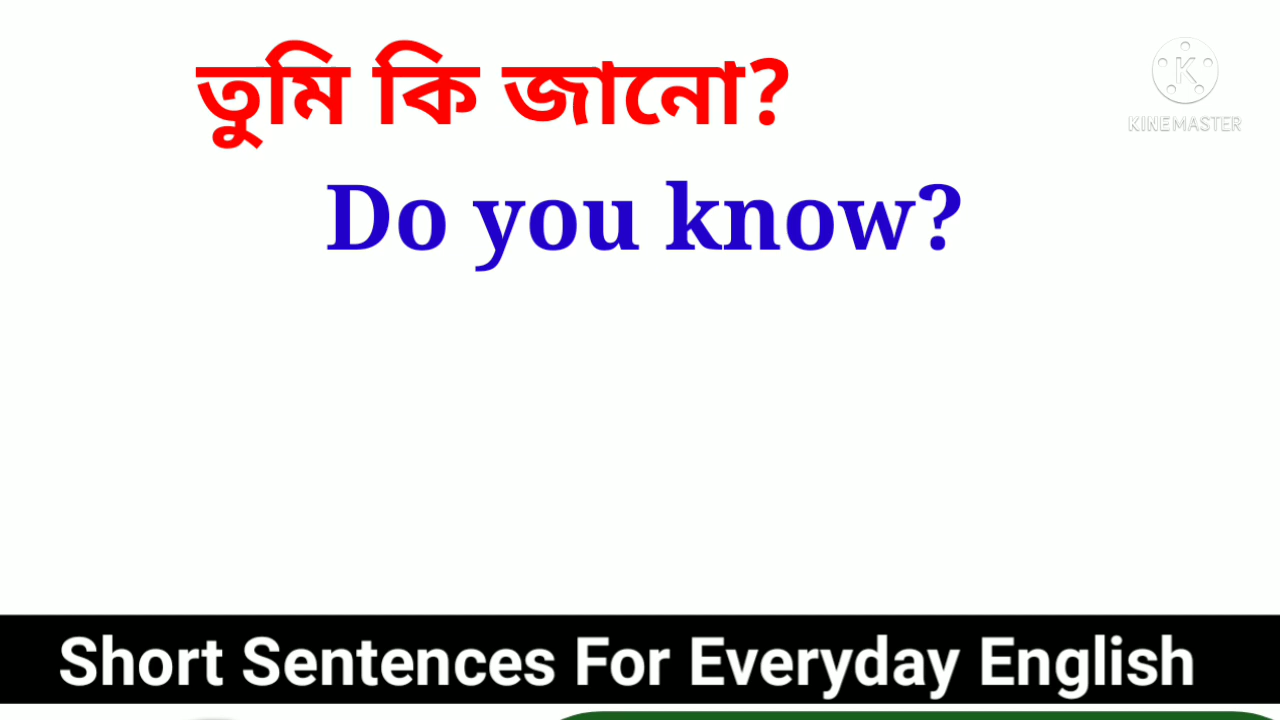 তুমি কি জানো?
KINEMASTER
Do you know?
Short Sentences For Everyday English